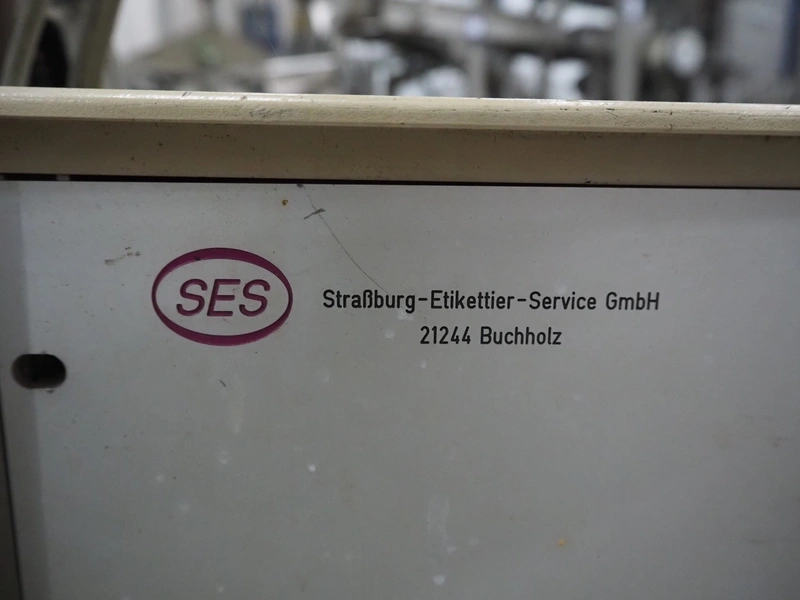 SES
Straßburg-Etikettier-Service GmbH
21244 Buchholz